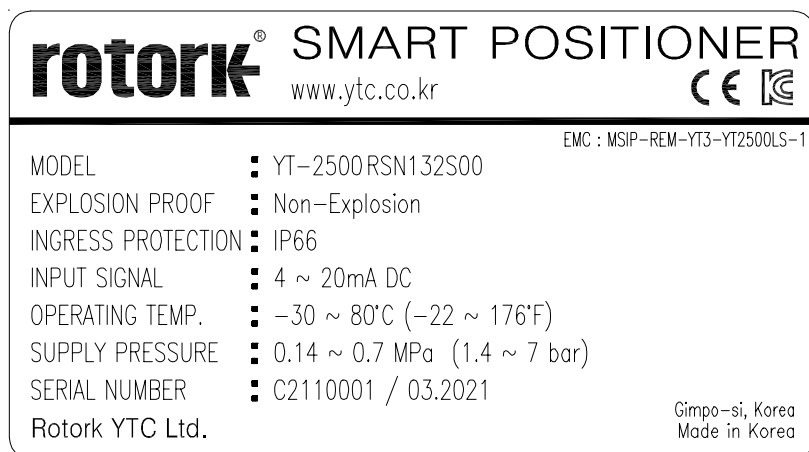 rotork® SMART POSITIONER
www.ytc.co.kr
CE KC
EMC : MSIP-REM-YT3-YT2500LS-1
MODEL : YT-2500RSN132S00
EXPLOSION PROOF : Non-Explosion
INGRESS PROTECTION : IP66
INPUT SIGNAL : 4 ~ 20mA DC
OPERATING TEMP. : -30 ~ 80°C (-22 ~ 176°F)
SUPPLY PRESSURE : 0.14 ~ 0.7 MPa (1.4 ~ 7 bar)
SERIAL NUMBER : C2110001 / 03.2021
Rotork YTC Ltd.
Gimpo-si, Korea
Made in Korea